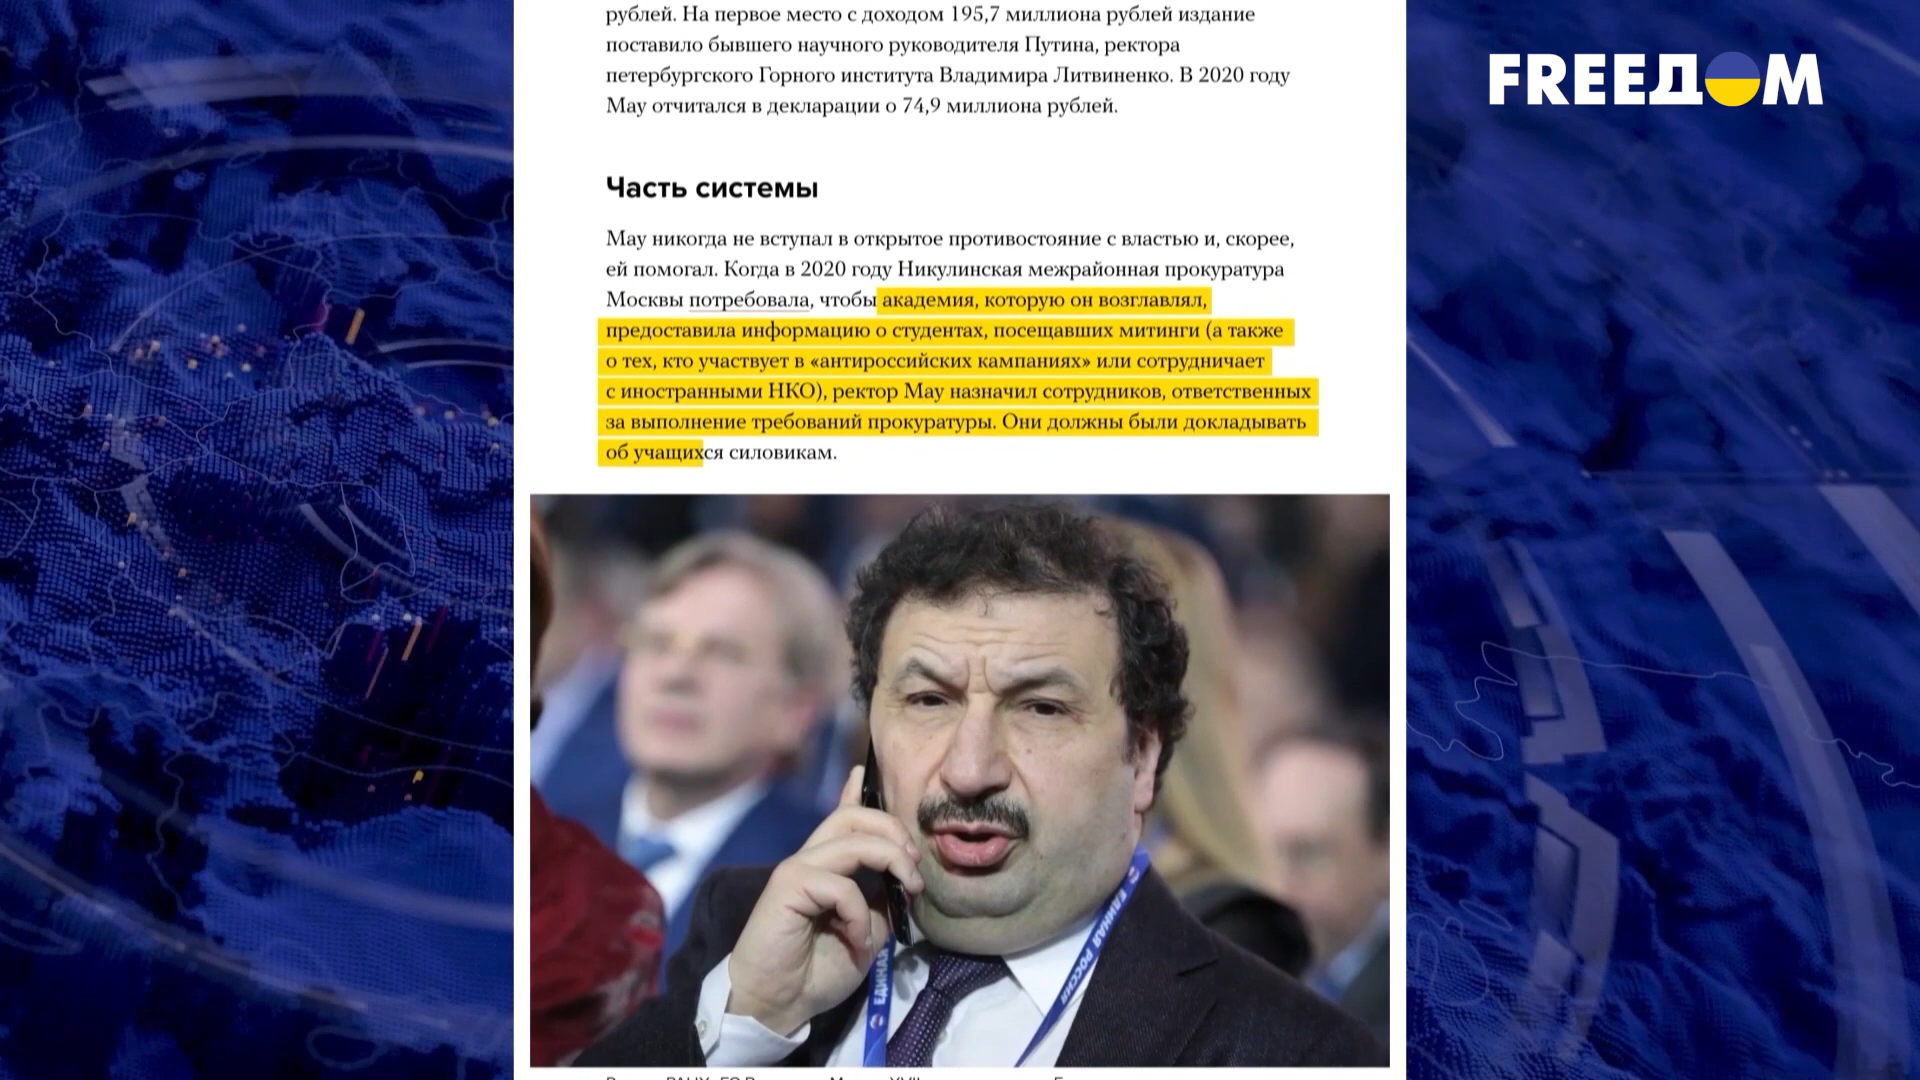 рублей. На первое место с доходом 195,7 миллиона рублей издание
поставило бывшего научного руководителя Путина, ректора
петербургского Горного института Владимира Литвиненко. В 2020 году
Мау отчитался в декларации о 74,9 миллиона рублей.
FREEДOM
Часть системы
Мау никогда не вступал в открытое противостояние с властью и, скорее,
ей помогал. Когда в 2020 году Никулинская межрайонная прокуратура
Москвы потребовала, чтобы академия, которую он возглавлял,
предоставила информацию о студентах, посещавших митинги (а также
о тех, кто участвует в «антироссийских кампаниях» или сотрудничает
с иностранными НКО), ректор Мау назначил сотрудников, ответственных
за выполнение требований прокуратуры. Они должны были докладывать
об учащихся силовикам.
ЕДИНАЯ РОССИЯ
ЕДИНАЯ